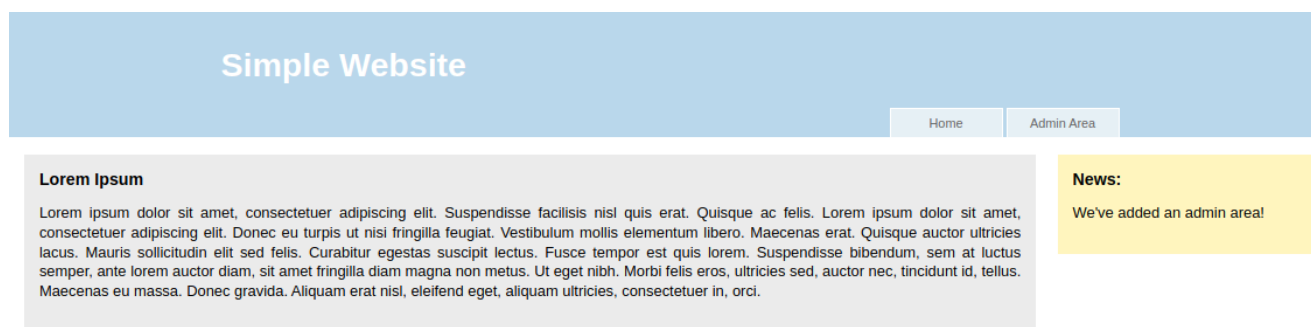 Simple Website
Home
Admin Area
Lorem Ipsum
Lorem ipsum dolor sit amet, consectetuer adipiscing elit. Suspendisse facilisis nisl quis erat. Quisque ac felis. Lorem ipsum dolor sit amet,
consectetuer adipiscing elit. Donec eu turpis ut nisi fringilla feugiat. Vestibulum mollis elementum libero. Maecenas erat. Quisque auctor ultricies
lacus. Mauris sollicitudin elit sed felis. Curabitur egestas suscipit lectus. Fusce tempor est quis lorem. Suspendisse bibendum, sem at luctus
semper, ante lorem auctor diam, sit amet fringilla diam magna non metus. Ut eget nibh. Morbi felis eros, ultricies sed, auctor nec, tincidunt id, tellus.
Maecenas eu massa. Donec gravida. Aliquam erat nisl, eleifend eget, aliquam ultricies, consectetuer in, orci.
News:
We've added an admin area!